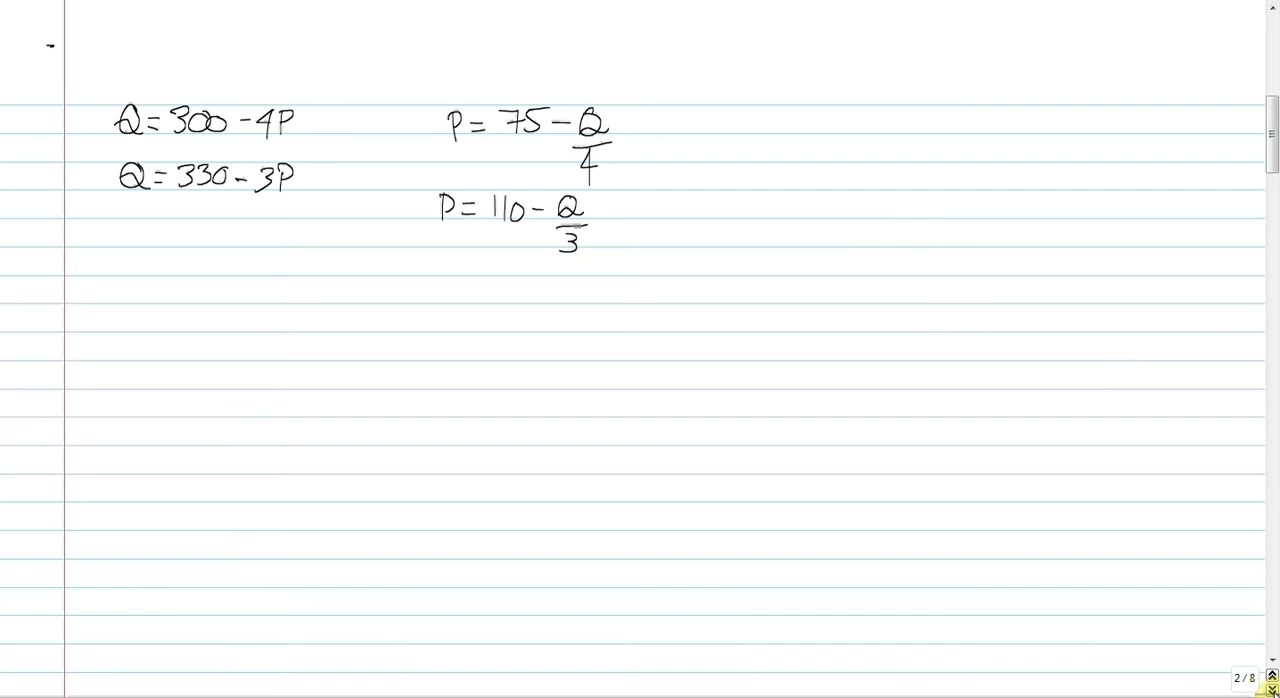 Q = 300 - 4P
Q = 330 - 3P
P = 75 - Q/4
P = 110 - Q/3
2 / 8